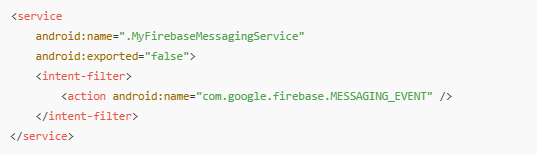 <service
    android:name=".MyFirebaseMessagingService"
    android:exported="false">
    <intent-filter>
        <action android:name="com.google.firebase.MESSAGING_EVENT" />
    </intent-filter>
</service>